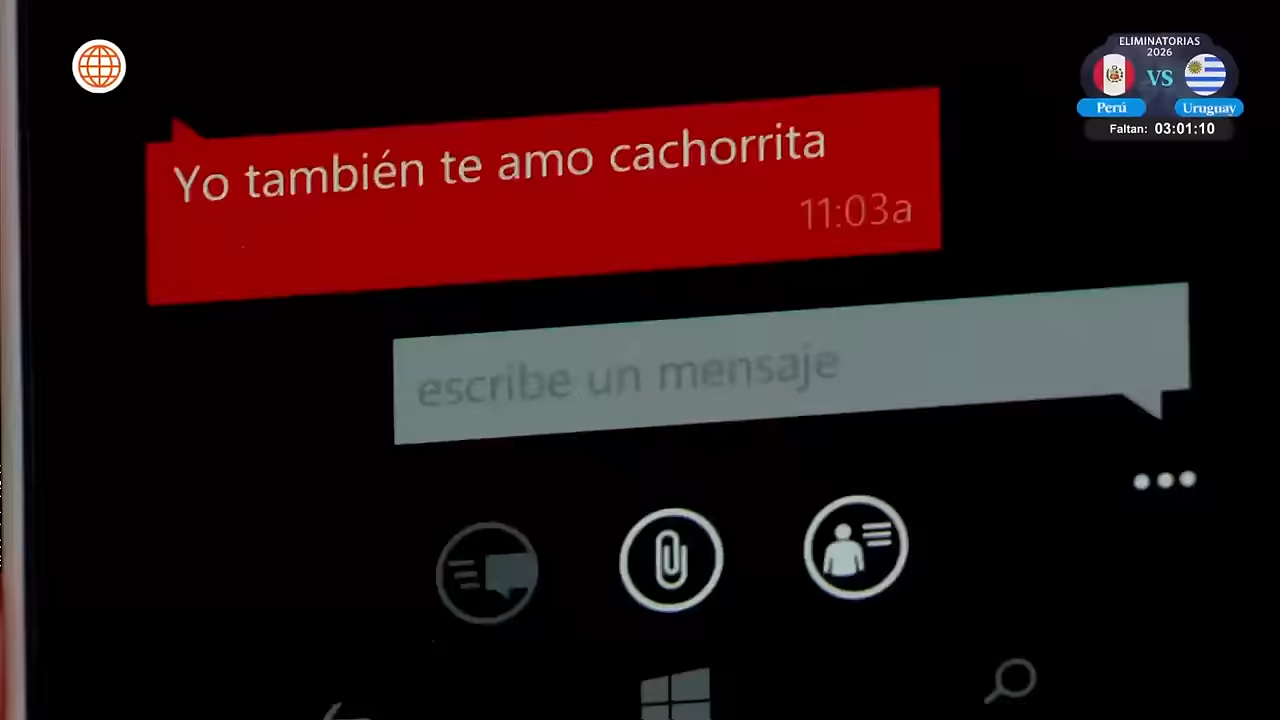 ELIMINATORIAS
2026
VS
Perú
Uruguay
Faltan: 03:01:10
Yo también te amo cachorrita
11:03a
escribe un mensaje